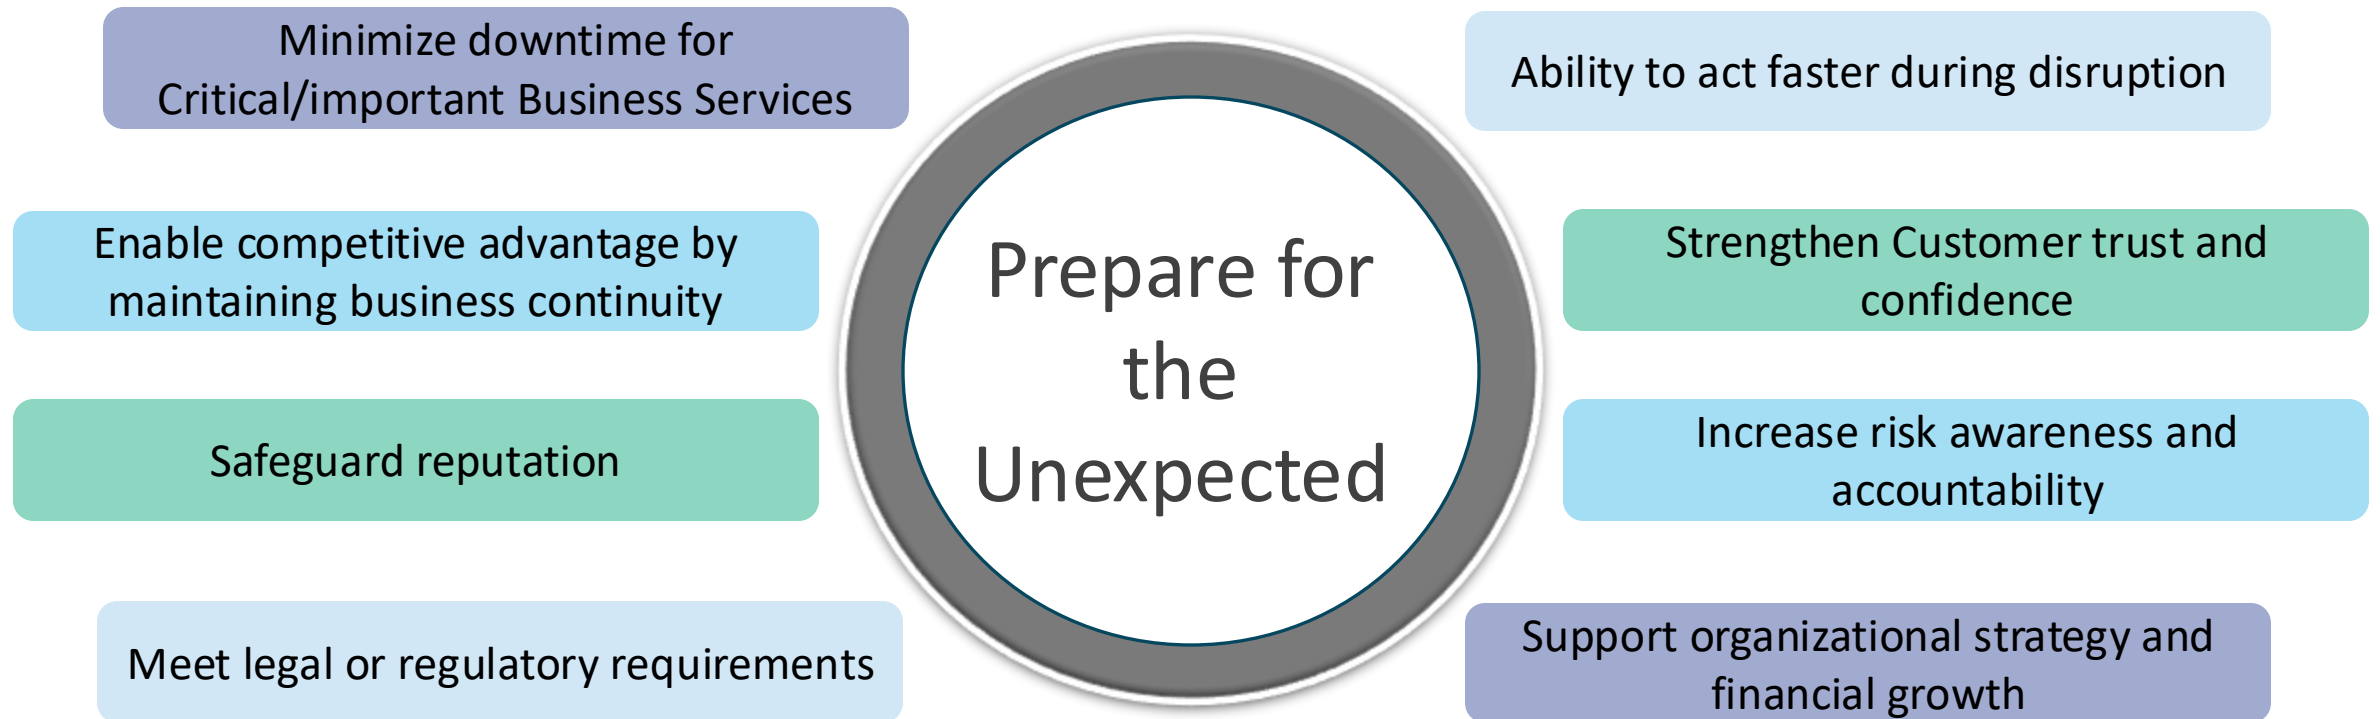 Minimize downtime for
Critical/important Business Services
Enable competitive advantage by
maintaining business continuity
Safeguard reputation
Meet legal or regulatory requirements
Prepare for
the
Unexpected
Ability to act faster during disruption
Strengthen Customer trust and
confidence
Increase risk awareness and
accountability
Support organizational strategy and
financial growth